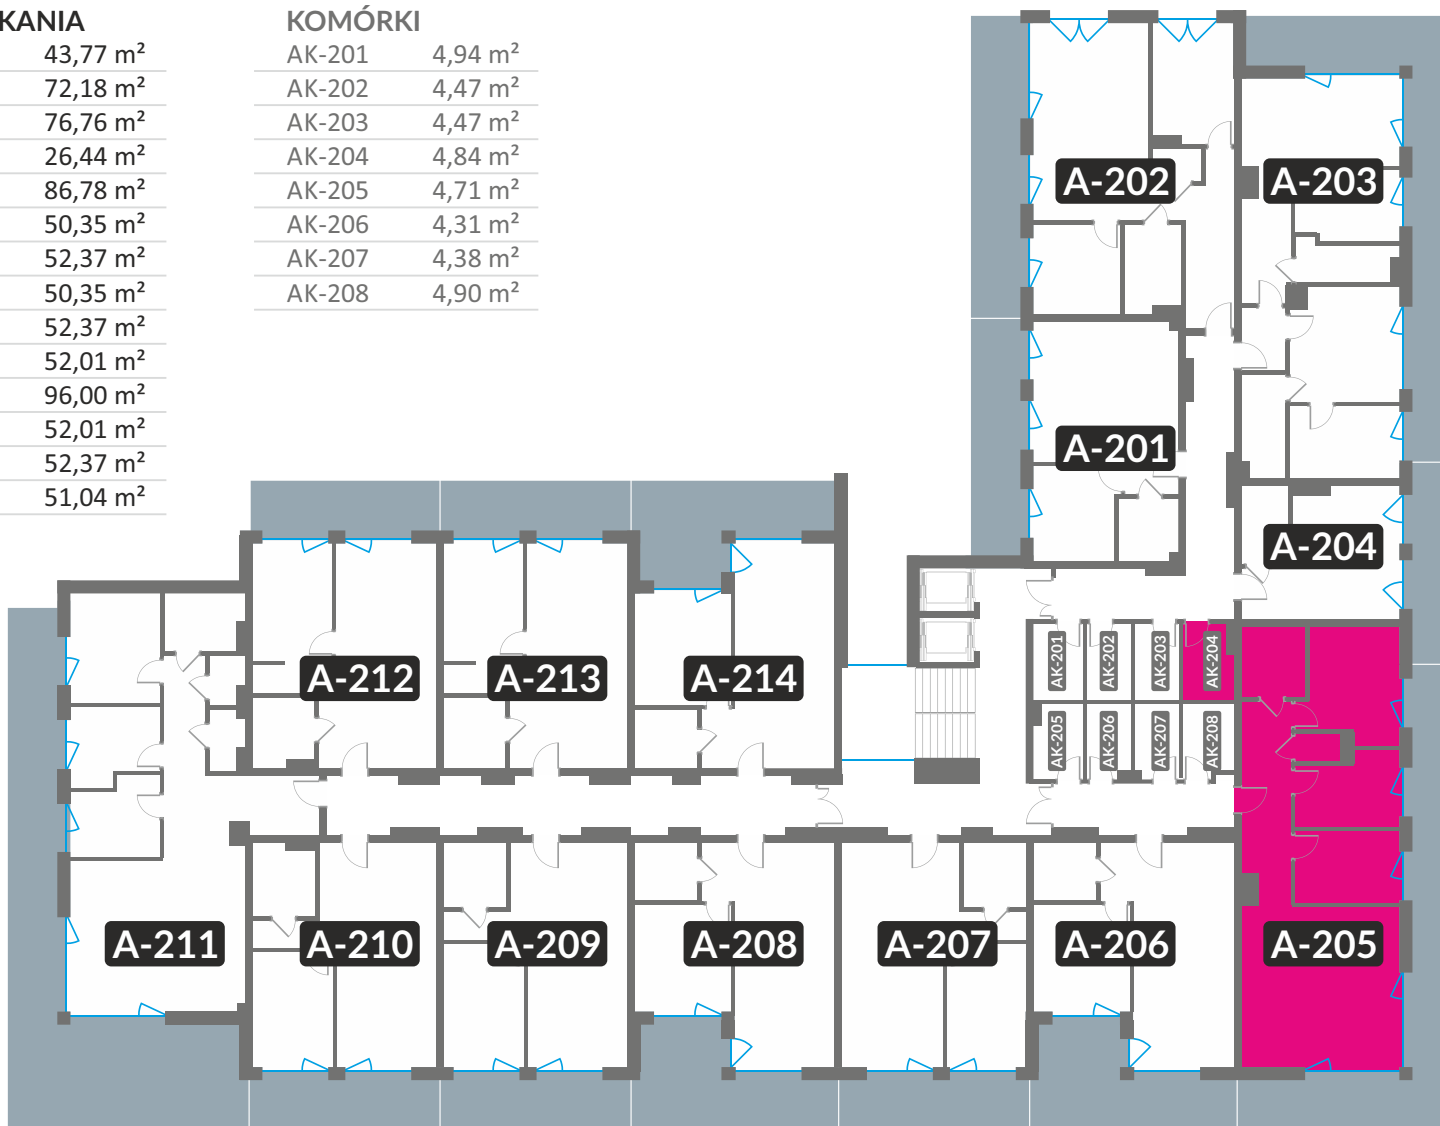 KANIA
43,77 m²
72,18 m²
76,76 m²
26,44 m²
86,78 m²
50,35 m²
52,37 m²
50,35 m²
52,37 m²
52,01 m²
96,00 m²
52,01 m²
52,37 m²
51,04 m²
KOMÓRKI
AK-201 4,94 m²
AK-202 4,47 m²
AK-203 4,47 m²
AK-204 4,84 m²
AK-205 4,71 m²
AK-206 4,31 m²
AK-207 4,38 m²
AK-208 4,90 m²
A-202
A-203
A-201
A-204
AK-201
AK-202
AK-203
AK-204
A-212
A-213
A-214
AK-205
AK-206
AK-207
AK-208
A-211
A-210
A-209
A-208
A-207
A-206
A-205